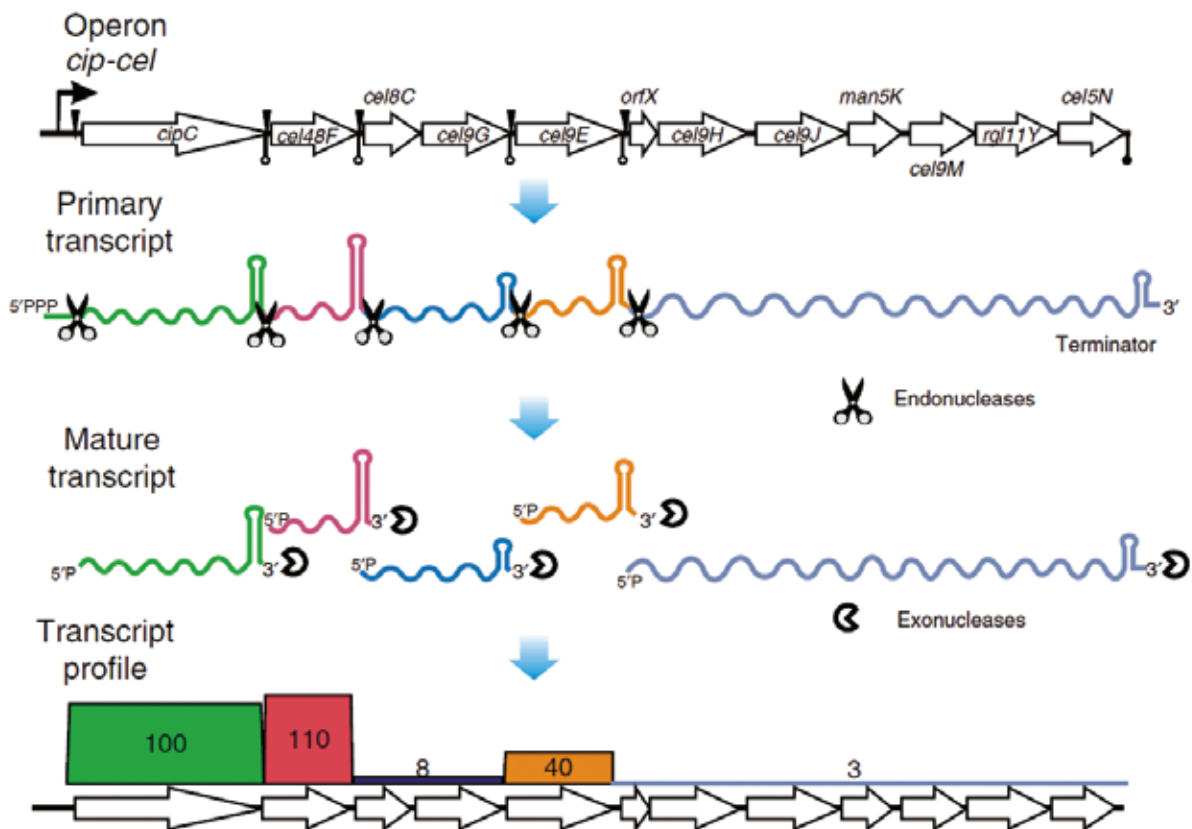 Operon
cip-cel
cel8C
orfX
man5K
cel5N
cipC
cel48F
cel9G
cel9E
cel9H
cel9J
rgl11Y
cel9M
Primary
transcript
5′PPP
3′
Terminator
Endonucleases
Mature
transcript
5′P
3′
5′P
3′
5′P
3′
5′P
3′
5′P
3′
Exonucleases
Transcript
profile
100
110
8
40
3